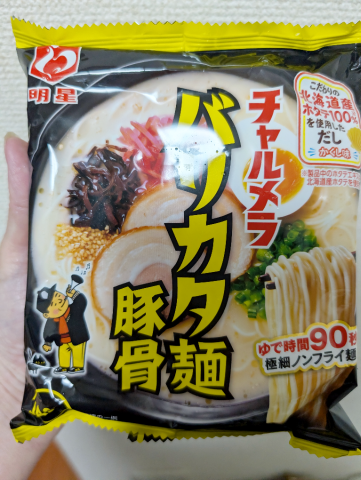 明星
チャルメラ
バリカタ麺
豚骨
こだわりの
北海道産
ホタテ100%
を使用した
だし
かくし味
ゆで時間90秒
極細ノンフライ麺